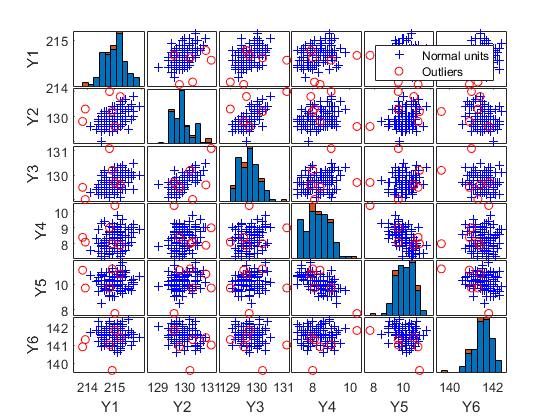 Y1
215
214
Normal units
Outliers
Y2
130
Y3
131
130
Y4
10
9
8
Y5
10
8
Y6
142
141
140
214 215
129 130 131
129 130 131
8 10
8 10
140 142
Y1 Y2 Y3 Y4 Y5 Y6